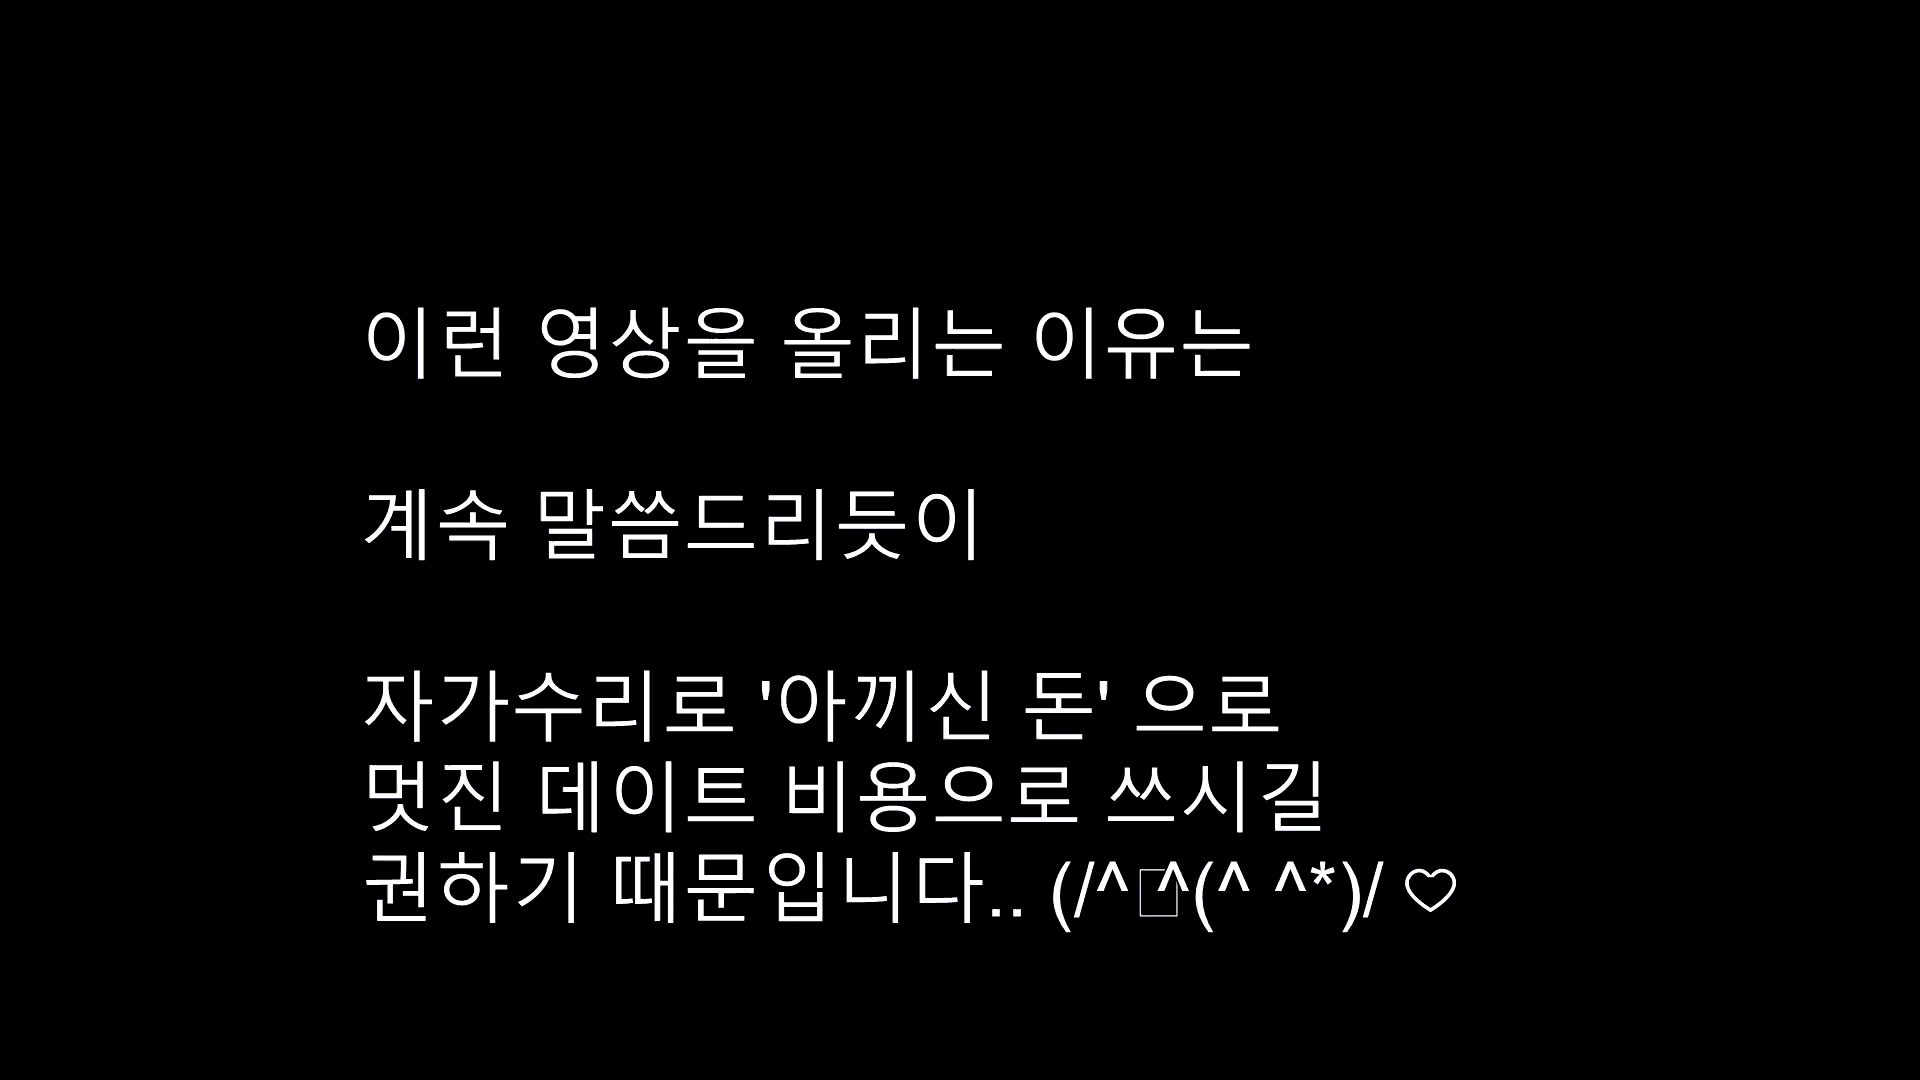 이런 영상을 올리는 이유는
계속 말씀드리듯이
자가수리로 '아끼신 돈' 으로
멋진 데이트 비용으로 쓰시길
권하기 때문입니다.. (/^□^(^ ^*)/ ♡